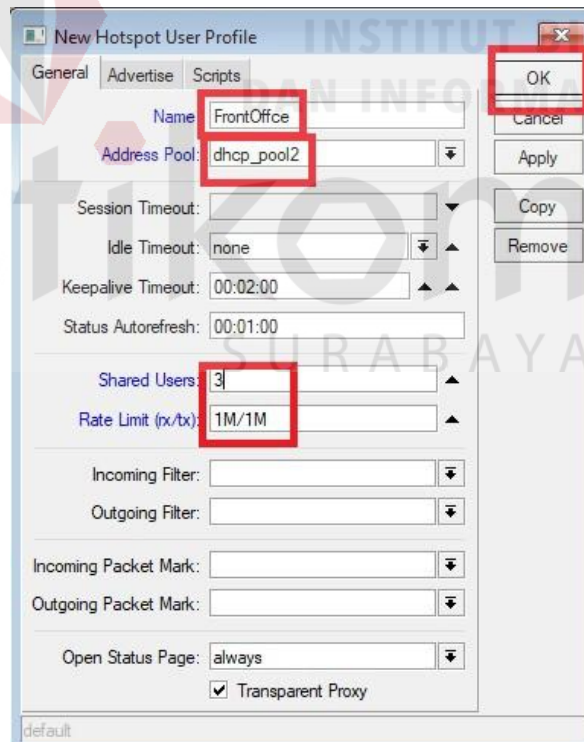 New Hotspot User Profile
INSTITUT BI
DAN INFORMA
tikom
SURABAYA
General Advertise Scripts
Name: FrontOffce
Address Pool: dhcp_pool2
Session Timeout:
Idle Timeout: none
Keepalive Timeout: 00:02:00
Status Autorefresh: 00:01:00
Shared Users: 3
Rate Limit (rx/tx): 1M/1M
Incoming Filter:
Outgoing Filter:
Incoming Packet Mark:
Outgoing Packet Mark:
Open Status Page: always
Transparent Proxy
default
OK
Cancel
Apply
Copy
Remove